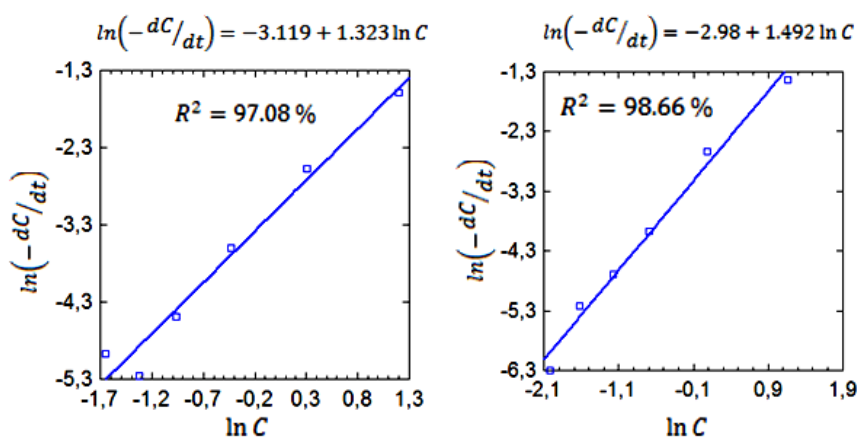 ln(−dC/dt) = −3.119 + 1.323 ln C
R² = 97.08 %
ln(−dC/dt)
-1,3
-2,3
-3,3
-4,3
-5,3
-1,7 -1,2 -0,7 -0,2 0,3 0,8 1,3
ln C
ln(−dC/dt) = −2.98 + 1.492 ln C
R² = 98.66 %
ln(−dC/dt)
-1,3
-2,3
-3,3
-4,3
-5,3
-6,3
-2,1 -1,1 -0,1 0,9 1,9
ln C